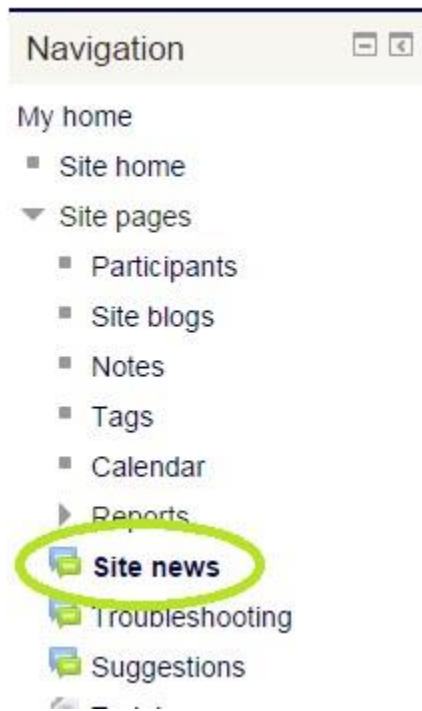 Navigation
My home
Site home
Site pages
Participants
Site blogs
Notes
Tags
Calendar
Reports
Site news
Troubleshooting
Suggestions